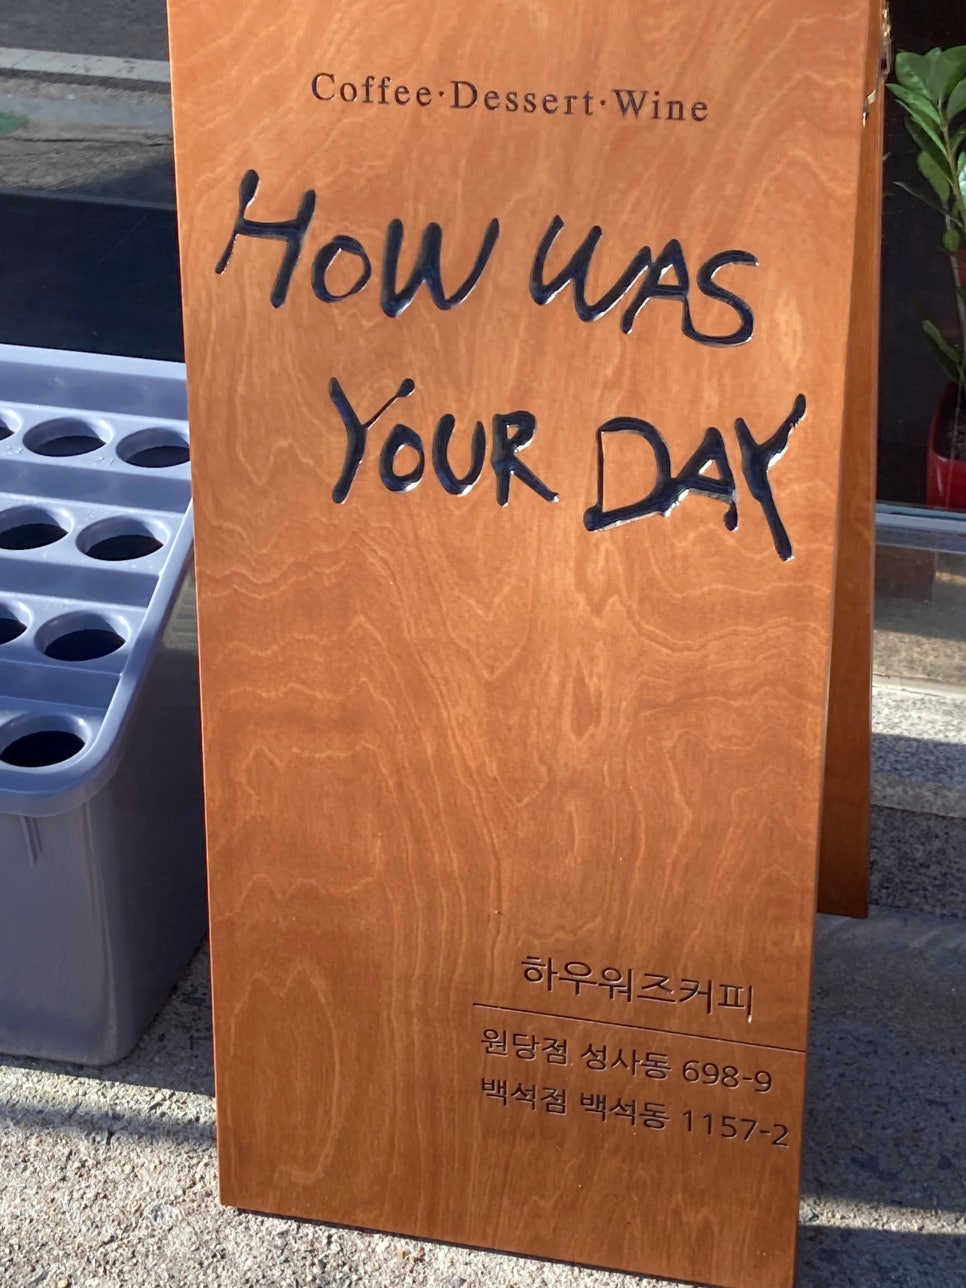 Coffee·Dessert·Wine
HOW WAS
YOUR DAY
하우워즈커피
원당점 성사동 698-9
백석점 백석동 1157-2